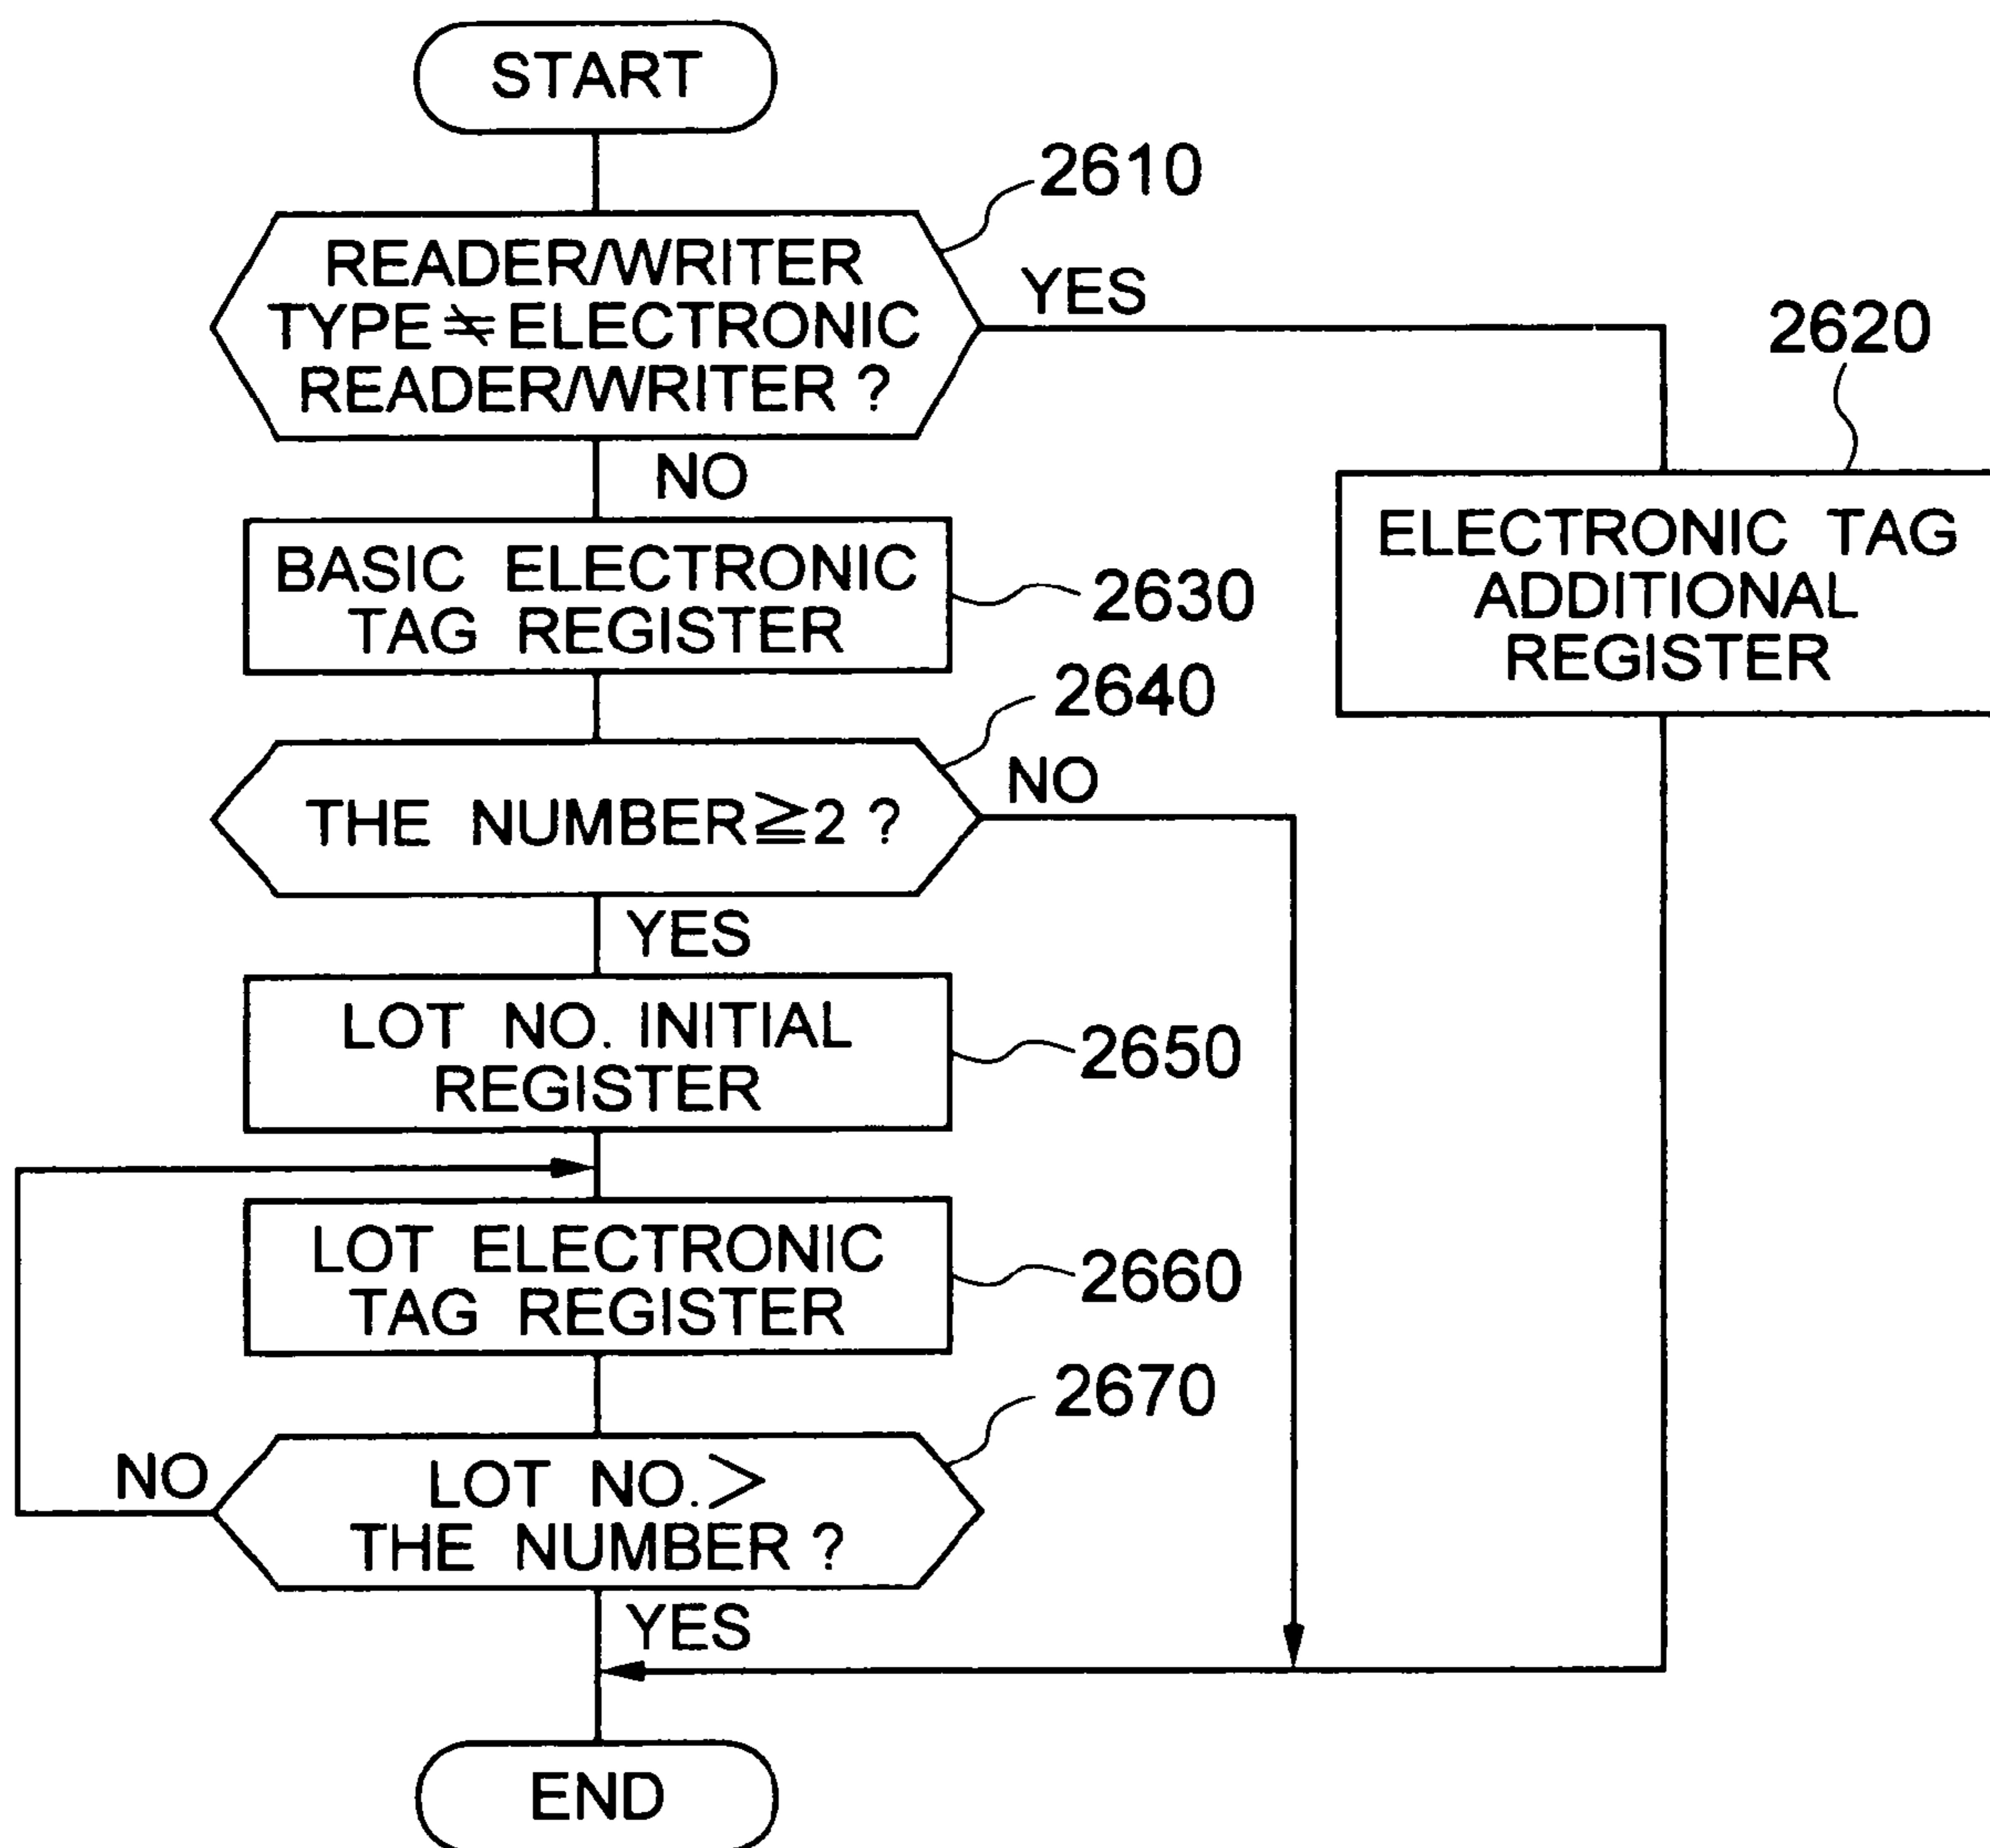 START
2610
READER/WRITER
TYPE ≠ ELECTRONIC
READER/WRITER ?
YES
2620
NO
ELECTRONIC TAG
ADDITIONAL
REGISTER
BASIC ELECTRONIC
TAG REGISTER
2630
2640
THE NUMBER≧2 ?
NO
YES
LOT NO. INITIAL
REGISTER
2650
LOT ELECTRONIC
TAG REGISTER
2660
2670
NO
LOT NO.>
THE NUMBER ?
YES
END